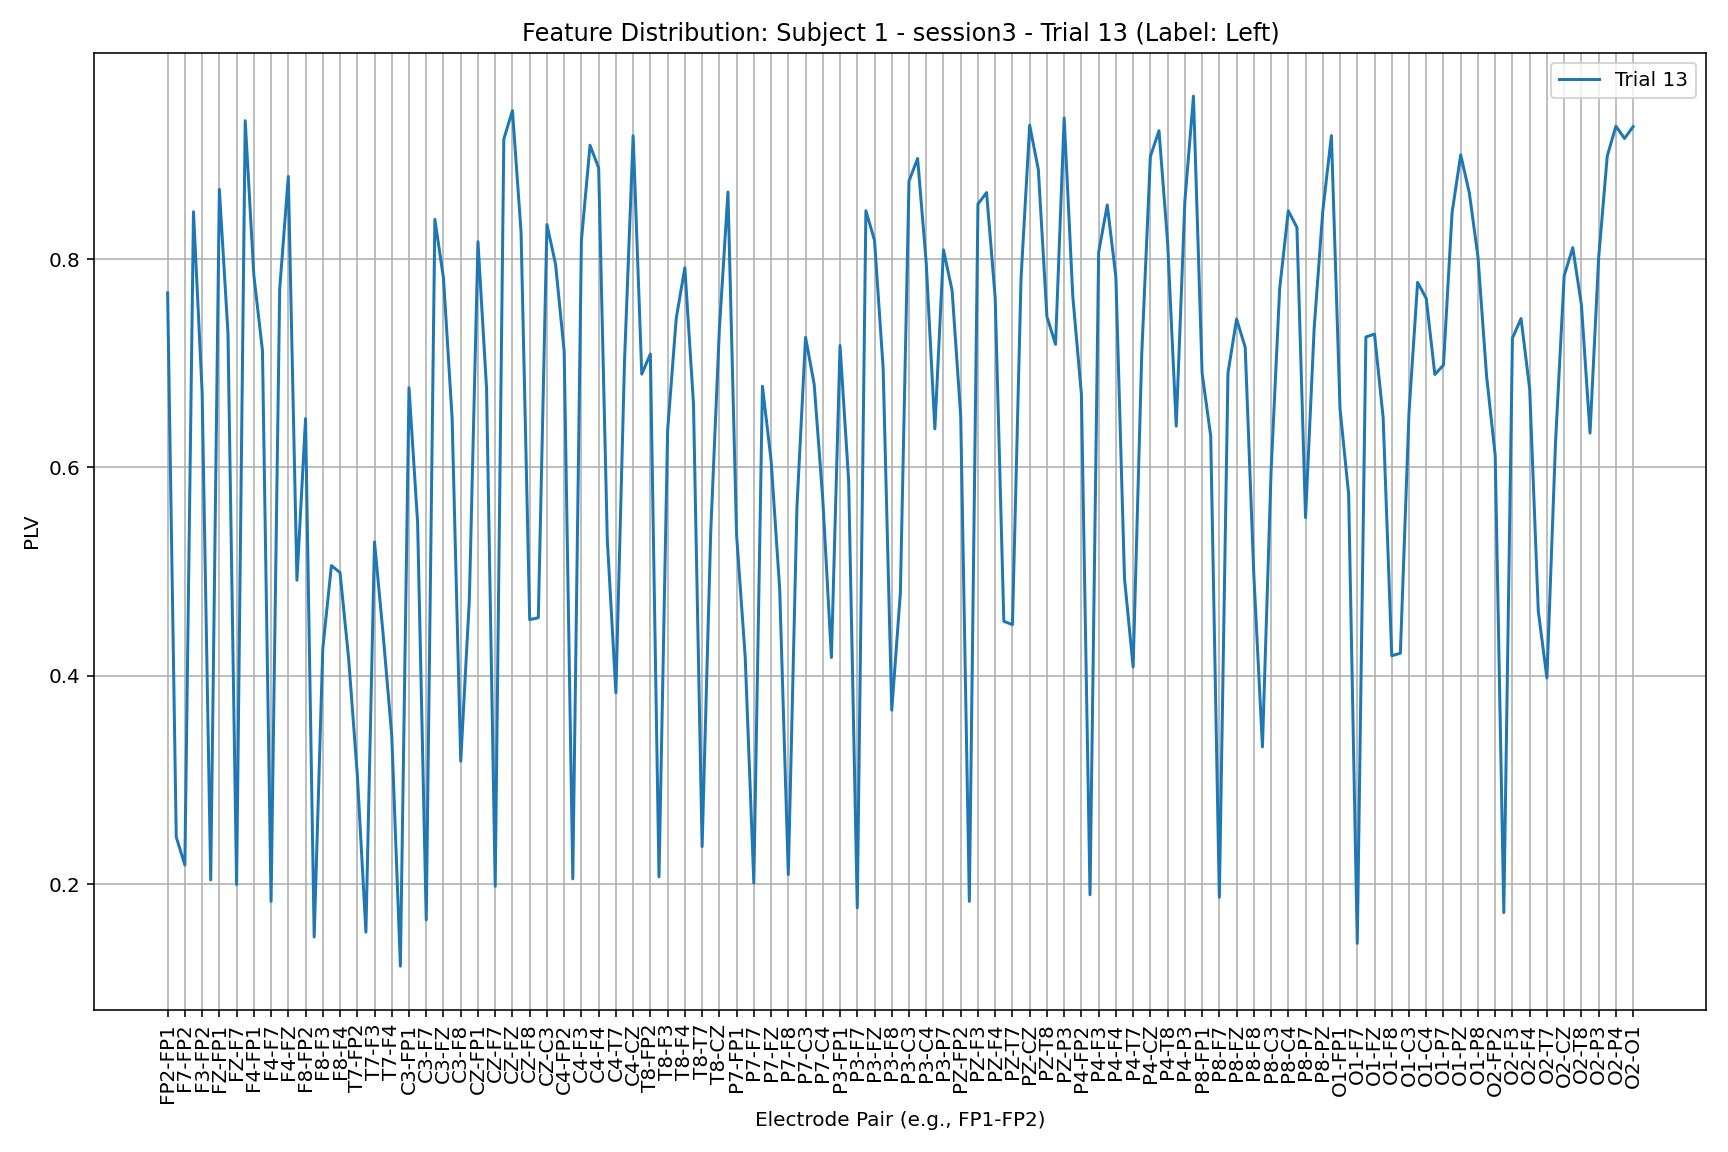 Feature Distribution: Subject 1 - session3 - Trial 13 (Label: Left)
Trial 13
PLV
0.8
0.6
0.4
0.2
FP2-FP1
F7-FP2
F3-FP2
FZ-FP1
FZ-F7
F4-FP1
F4-F7
F4-FZ
F8-FP2
F8-F3
F8-F4
T7-FP2
T7-F3
T7-F4
C3-FP1
C3-F7
C3-FZ
C3-F8
CZ-FP1
CZ-F7
CZ-FZ
CZ-F8
CZ-C3
C4-FP2
C4-F3
C4-F4
C4-T7
C4-CZ
T8-FP2
T8-F3
T8-F4
T8-T7
T8-CZ
P7-FP1
P7-F7
P7-FZ
P7-F8
P7-C3
P7-C4
P3-FP1
P3-F7
P3-FZ
P3-F8
P3-C3
P3-C4
P3-P7
PZ-FP2
PZ-F3
PZ-F4
PZ-T7
PZ-CZ
PZ-T8
PZ-P3
P4-FP2
P4-F3
P4-F4
P4-T7
P4-CZ
P4-T8
P4-P3
P8-FP1
P8-F7
P8-FZ
P8-F8
P8-C3
P8-C4
P8-P7
P8-PZ
O1-FP1
O1-F7
O1-FZ
O1-F8
O1-C3
O1-C4
O1-P7
O1-PZ
O1-P8
O2-FP2
O2-F3
O2-F4
O2-T7
O2-CZ
O2-T8
O2-P3
O2-P4
O2-O1
Electrode Pair (e.g., FP1-FP2)